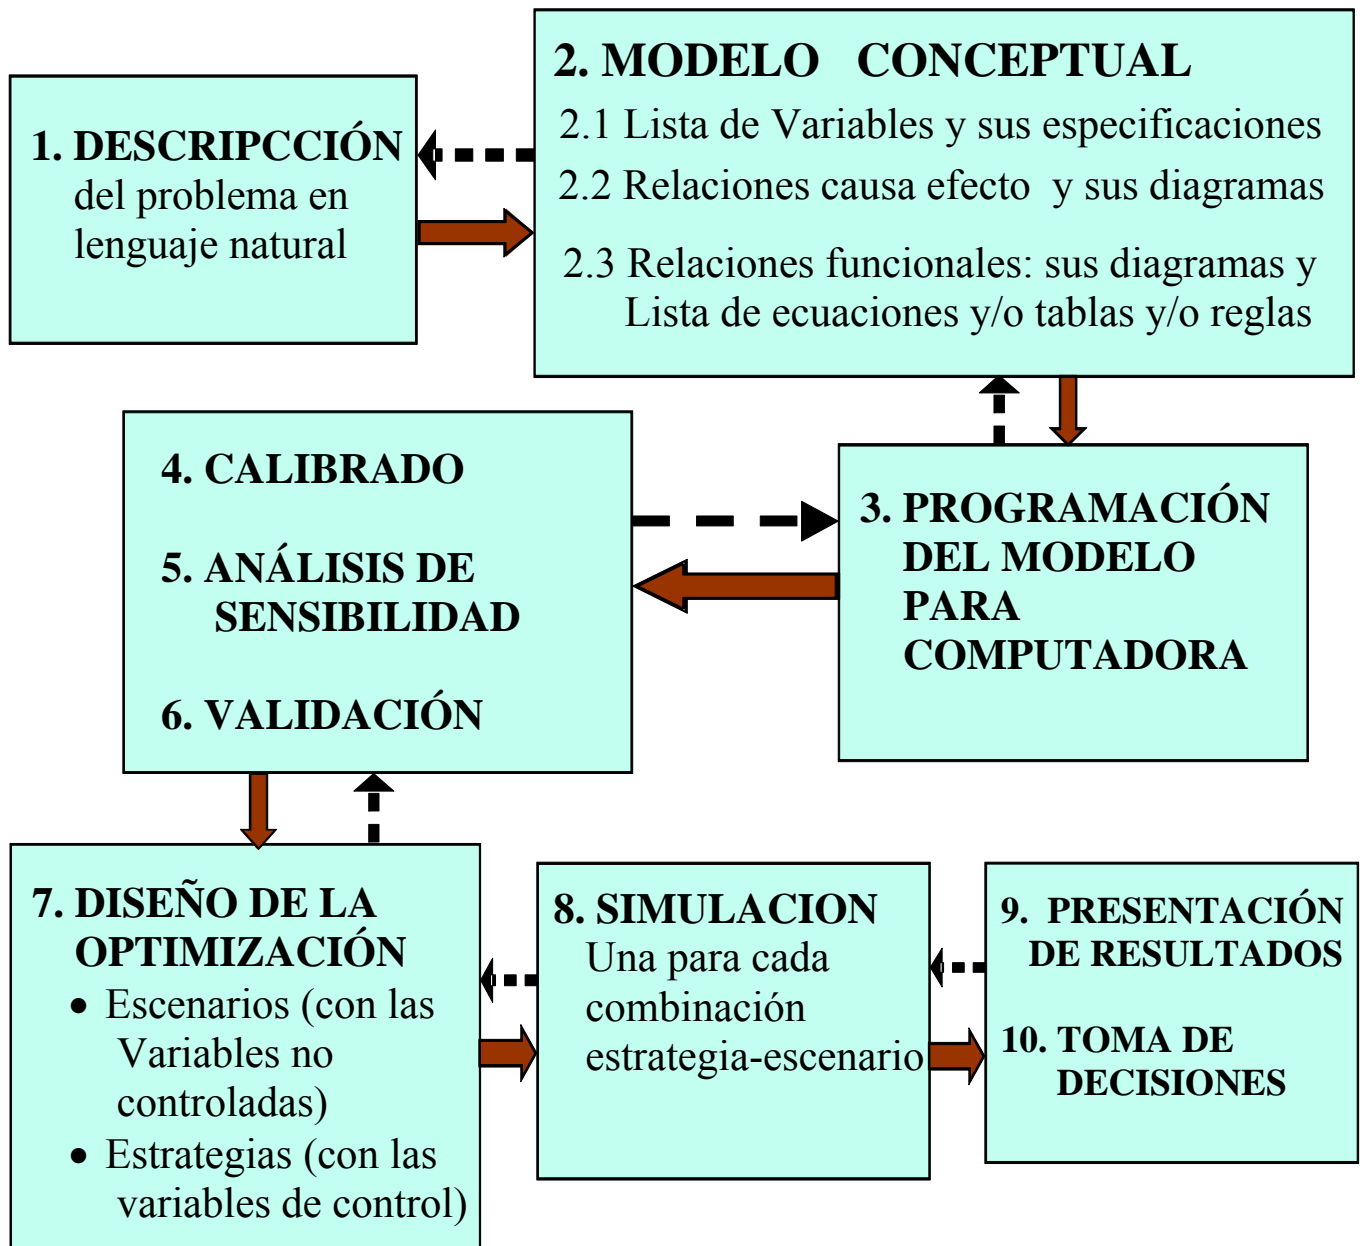 1. DESCRIPCCIÓN
del problema en
lenguaje natural
2. MODELO CONCEPTUAL
2.1 Lista de Variables y sus especificaciones
2.2 Relaciones causa efecto y sus diagramas
2.3 Relaciones funcionales: sus diagramas y
Lista de ecuaciones y/o tablas y/o reglas
3. PROGRAMACIÓN
DEL MODELO
PARA
COMPUTADORA
4. CALIBRADO
5. ANÁLISIS DE
SENSIBILIDAD
6. VALIDACIÓN
7. DISEÑO DE LA
OPTIMIZACIÓN
• Escenarios (con las
Variables no
controladas)
• Estrategias (con las
variables de control)
8. SIMULACION
Una para cada
combinación
estrategia-escenario
9. PRESENTACIÓN
DE RESULTADOS
10. TOMA DE
DECISIONES